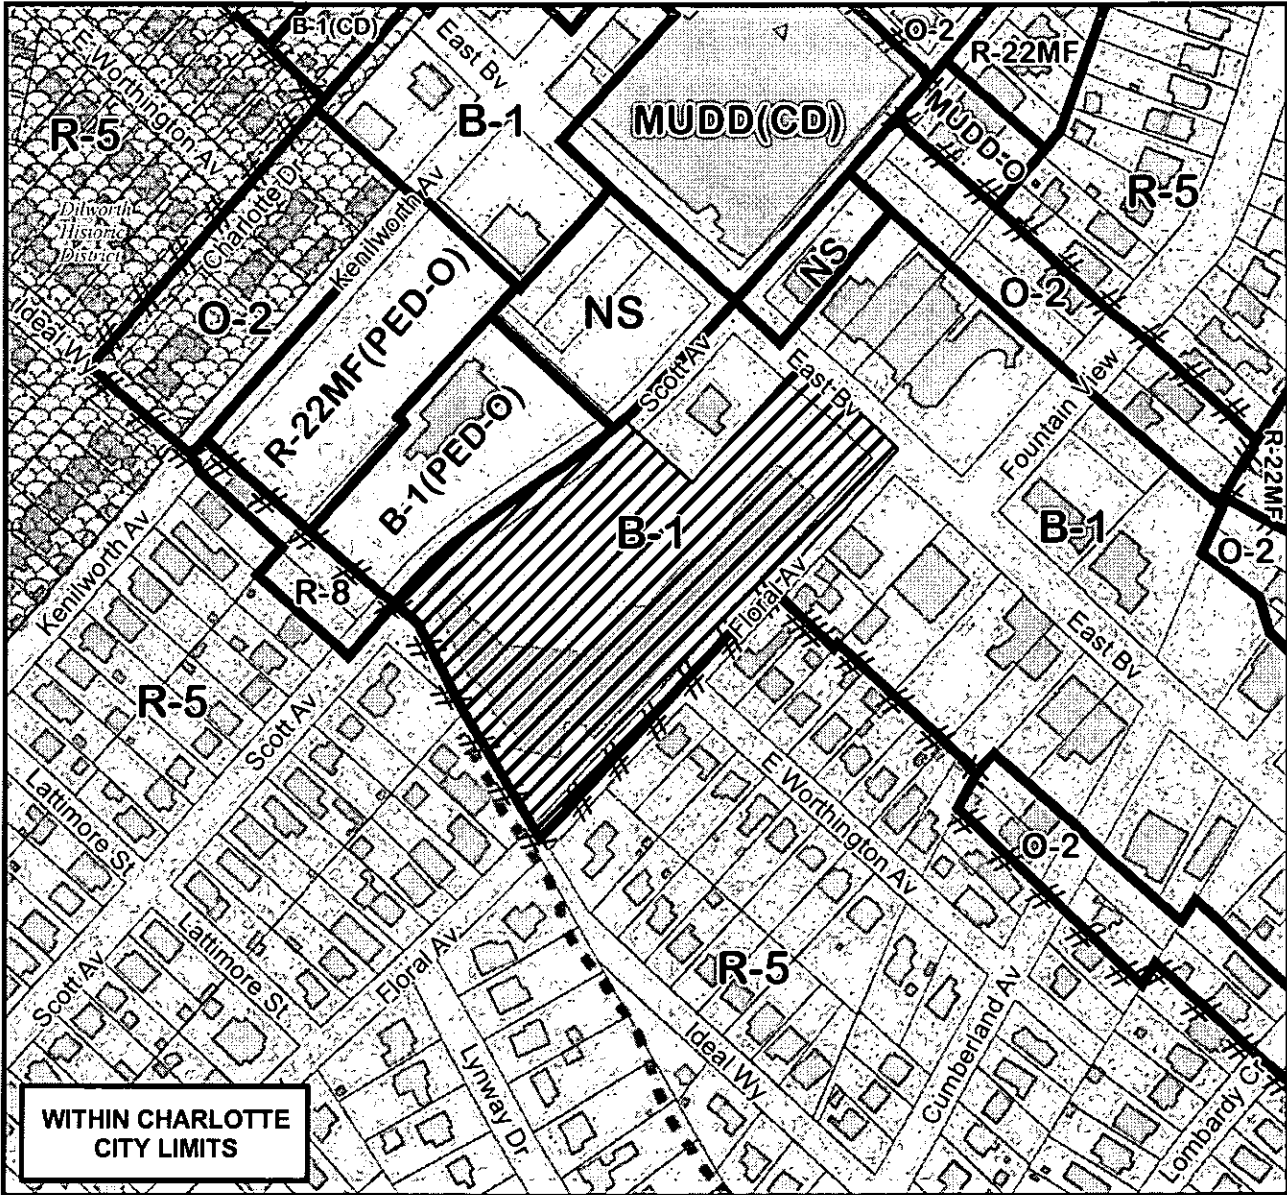 B-1(CD)
East Bv
O-2
R-22MF
E Worthington Av
R-5
B-1
MUDD(CD)
MUDD-O
R-5
Charlotte Dr
Kenilworth Av
Dilworth
Historic
District
NS
O-2
Ideal Wy
O-2
R-22MF(PED-O)
NS
Scott Av
East Bv
Fountain View
R-22MF
B-1(PED-O)
B-1
B-1
O-2
Kenilworth Av
R-8
Floral Av
East Bv
R-5
Scott Av
E Worthington Av
Lattimore St
O-2
Lattimore St
Floral Av
R-5
Scott Av
Cumberland Av
Ideal Wy
Lynway Dr
Lombardy C
WITHIN CHARLOTTE
CITY LIMITS